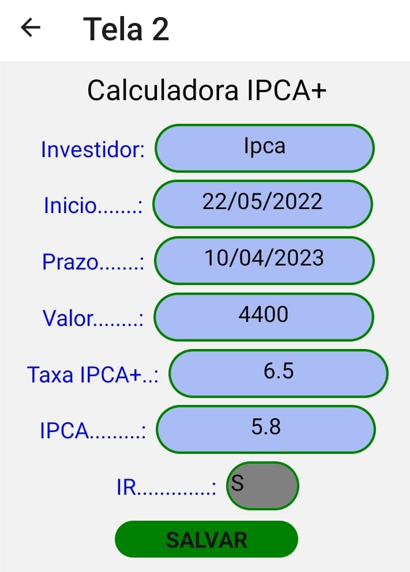 Tela 2
Calculadora IPCA+
Investidor: Ipca
Inicio.......: 22/05/2022
Prazo.......: 10/04/2023
Valor........: 4400
Taxa IPCA+..: 6.5
IPCA.........: 5.8
IR.............: S
SALVAR